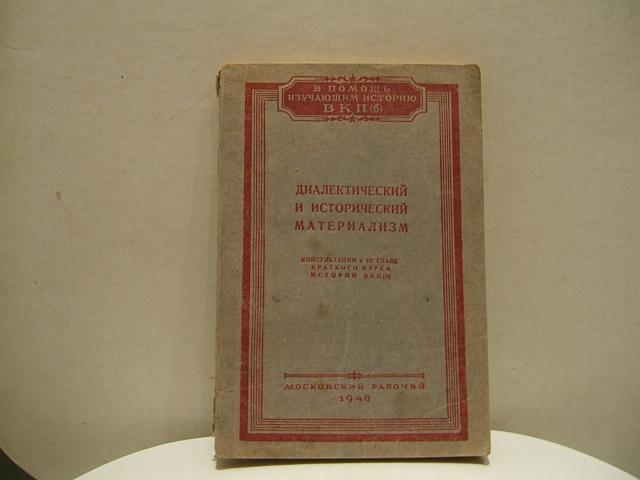 В ПОМОЩЬ
ИЗУЧАЮЩИМ ИСТОРИЮ
ВКП(б)
ДИАЛЕКТИЧЕСКИЙ
И ИСТОРИЧЕСКИЙ
МАТЕРИАЛИЗМ
КОНСУЛЬТАЦИИ к IV ГЛАВЕ
КРАТКОГО КУРСА
ИСТОРИИ ВКП(б)
МОСКОВСКИЙ РАБОЧИЙ
1948